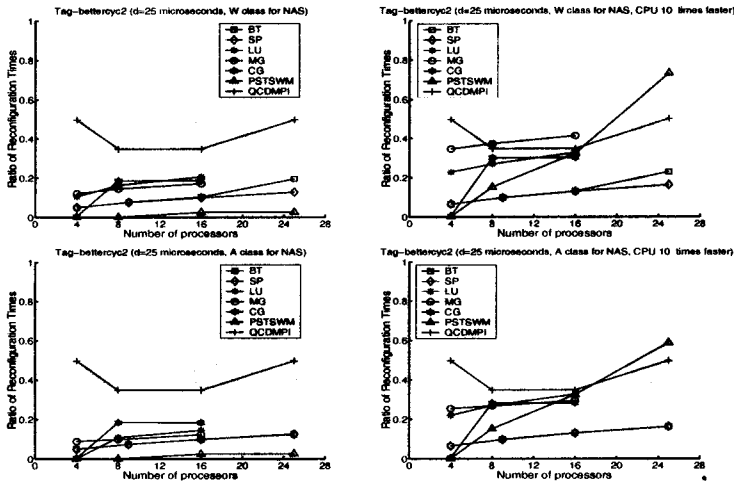 Tag-bettercyc2 (d=25 microseconds, W class for NAS)
Ratio of Reconfiguration Times
1
0.8
0.6
0.4
0.2
0
BT
SP
LU
MG
CG
PSTSWM
QCDMPI
0 4 8 12 16 20 24 28
Number of processors
Tag-bettercyc2 (d=25 microseconds, W class for NAS, CPU 10 times faster)
Ratio of Reconfiguration Times
1
0.8
0.6
0.4
0.2
0
BT
SP
LU
MG
CG
PSTSWM
QCDMPI
0 4 8 12 16 20 24 28
Number of processors
Tag-bettercyc2 (d=25 microseconds, A class for NAS)
Ratio of Reconfiguration Times
1
0.8
0.6
0.4
0.2
0
BT
SP
LU
MG
CG
PSTSWM
QCDMPI
0 4 8 12 16 20 24 28
Number of processors
Tag-bettercyc2 (d=25 microseconds, A class for NAS, CPU 10 times faster)
Ratio of Reconfiguration Times
1
0.8
0.6
0.4
0.2
0
BT
SP
LU
MG
CG
PSTSWM
QCDMPI
0 4 8 12 16 20 24 28
Number of processors